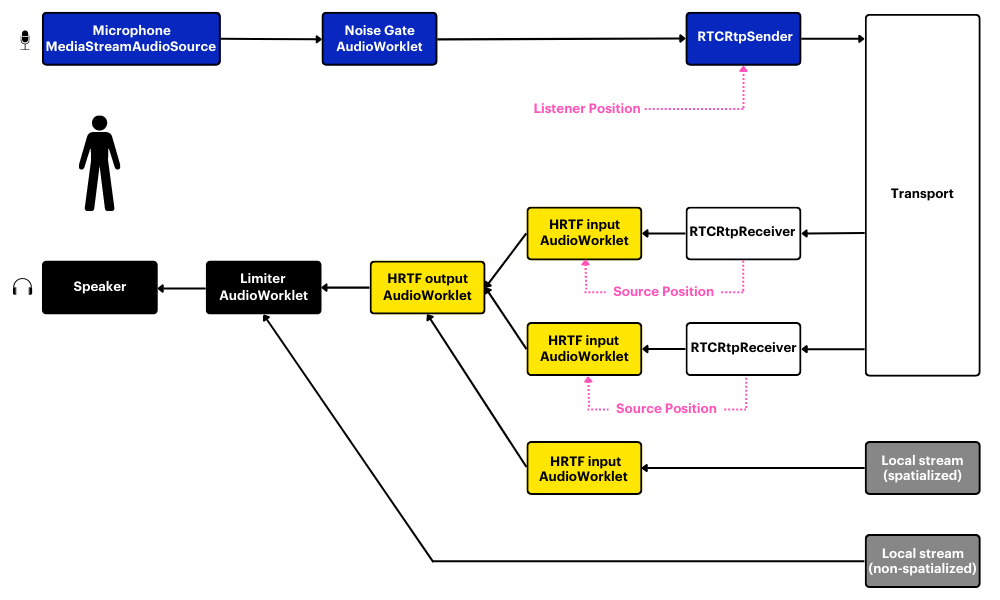 Microphone
MediaStreamAudioSource
Noise Gate
AudioWorklet
RTCRtpSender
Listener Position
Transport
HRTF input
AudioWorklet
RTCRtpReceiver
Source Position
Speaker
Limiter
AudioWorklet
HRTF output
AudioWorklet
HRTF input
AudioWorklet
RTCRtpReceiver
Source Position
HRTF input
AudioWorklet
Local stream
(spatialized)
Local stream
(non-spatialized)